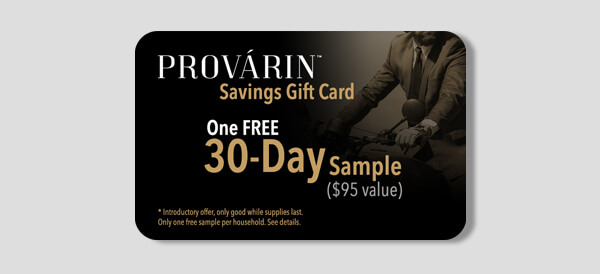 PROVÁRIN™
Savings Gift Card
One FREE
30-Day Sample
($95 value)
* Introductory offer, only good while supplies last.
Only one free sample per household. See details.